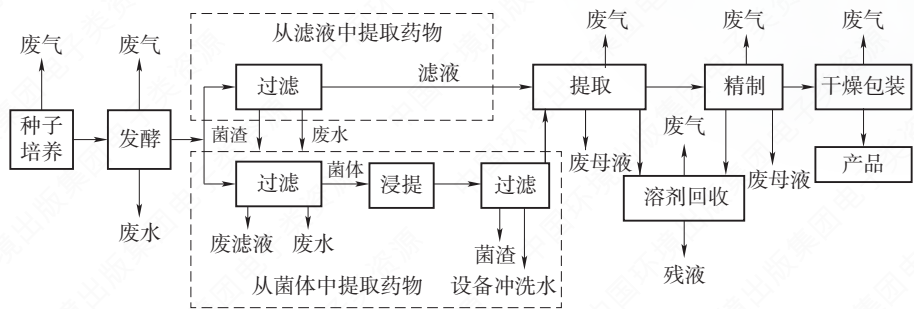 废气
废气
从滤液中提取药物
废气
废气
废气
过滤
滤液
提取
精制
干燥包装
种子
培养
发酵
菌渣
废水
废气
过滤
菌体
浸提
过滤
废母液
溶剂回收
废母液
产品
废水
废滤液
废水
菌渣
残液
从菌体中提取药物
设备冲洗水